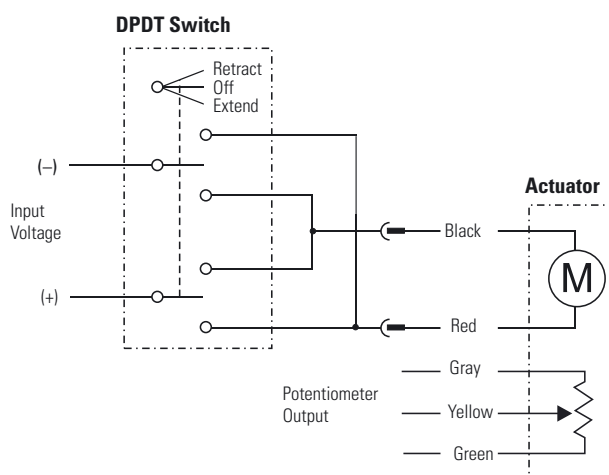 DPDT Switch
Retract
Off
Extend
(–)
Input
Voltage
(+)
Actuator
Black
M
Red
Gray
Potentiometer
Output
Yellow
Green